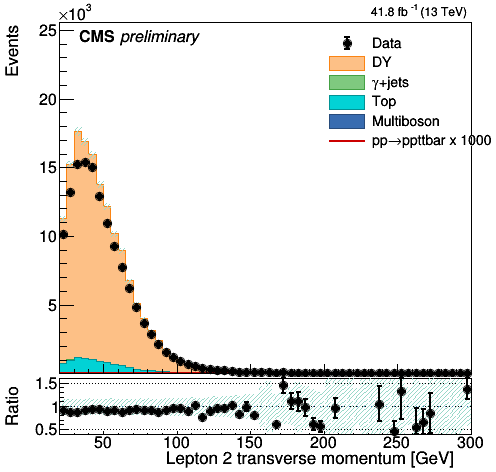 ×10³
41.8 fb⁻¹ (13 TeV)
CMS preliminary
Events
25
20
15
10
5
Data
DY
γ+jets
Top
Multiboson
pp→ppttbar x 1000
Ratio
1.5
1
0.5
50 100 150 200 250 300
Lepton 2 transverse momentum [GeV]